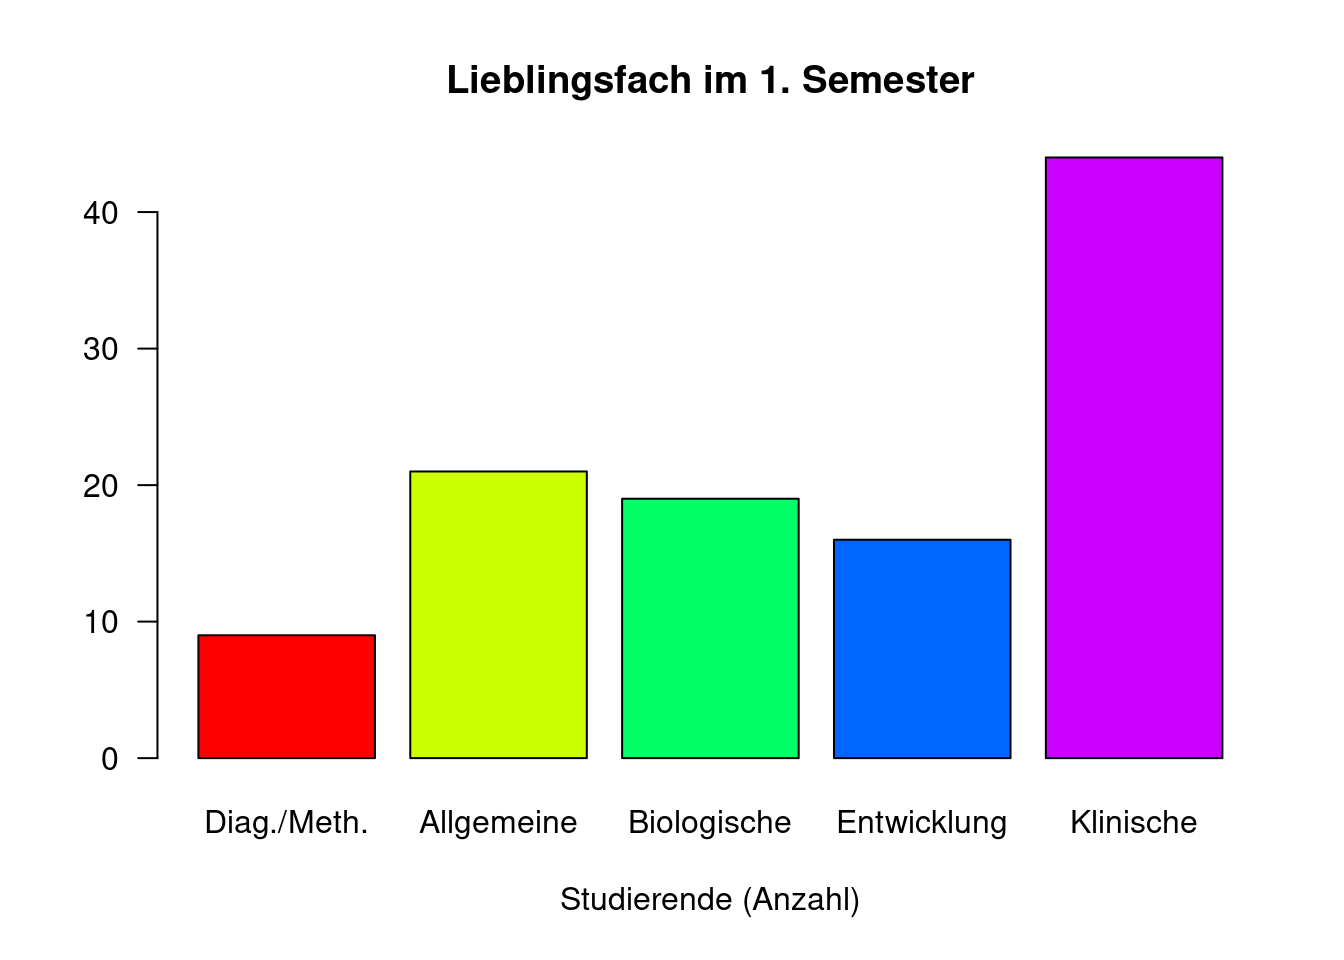 Lieblingsfach im 1. Semester
40
30
20
10
0
Diag./Meth. Allgemeine Biologische Entwicklung Klinische
Studierende (Anzahl)